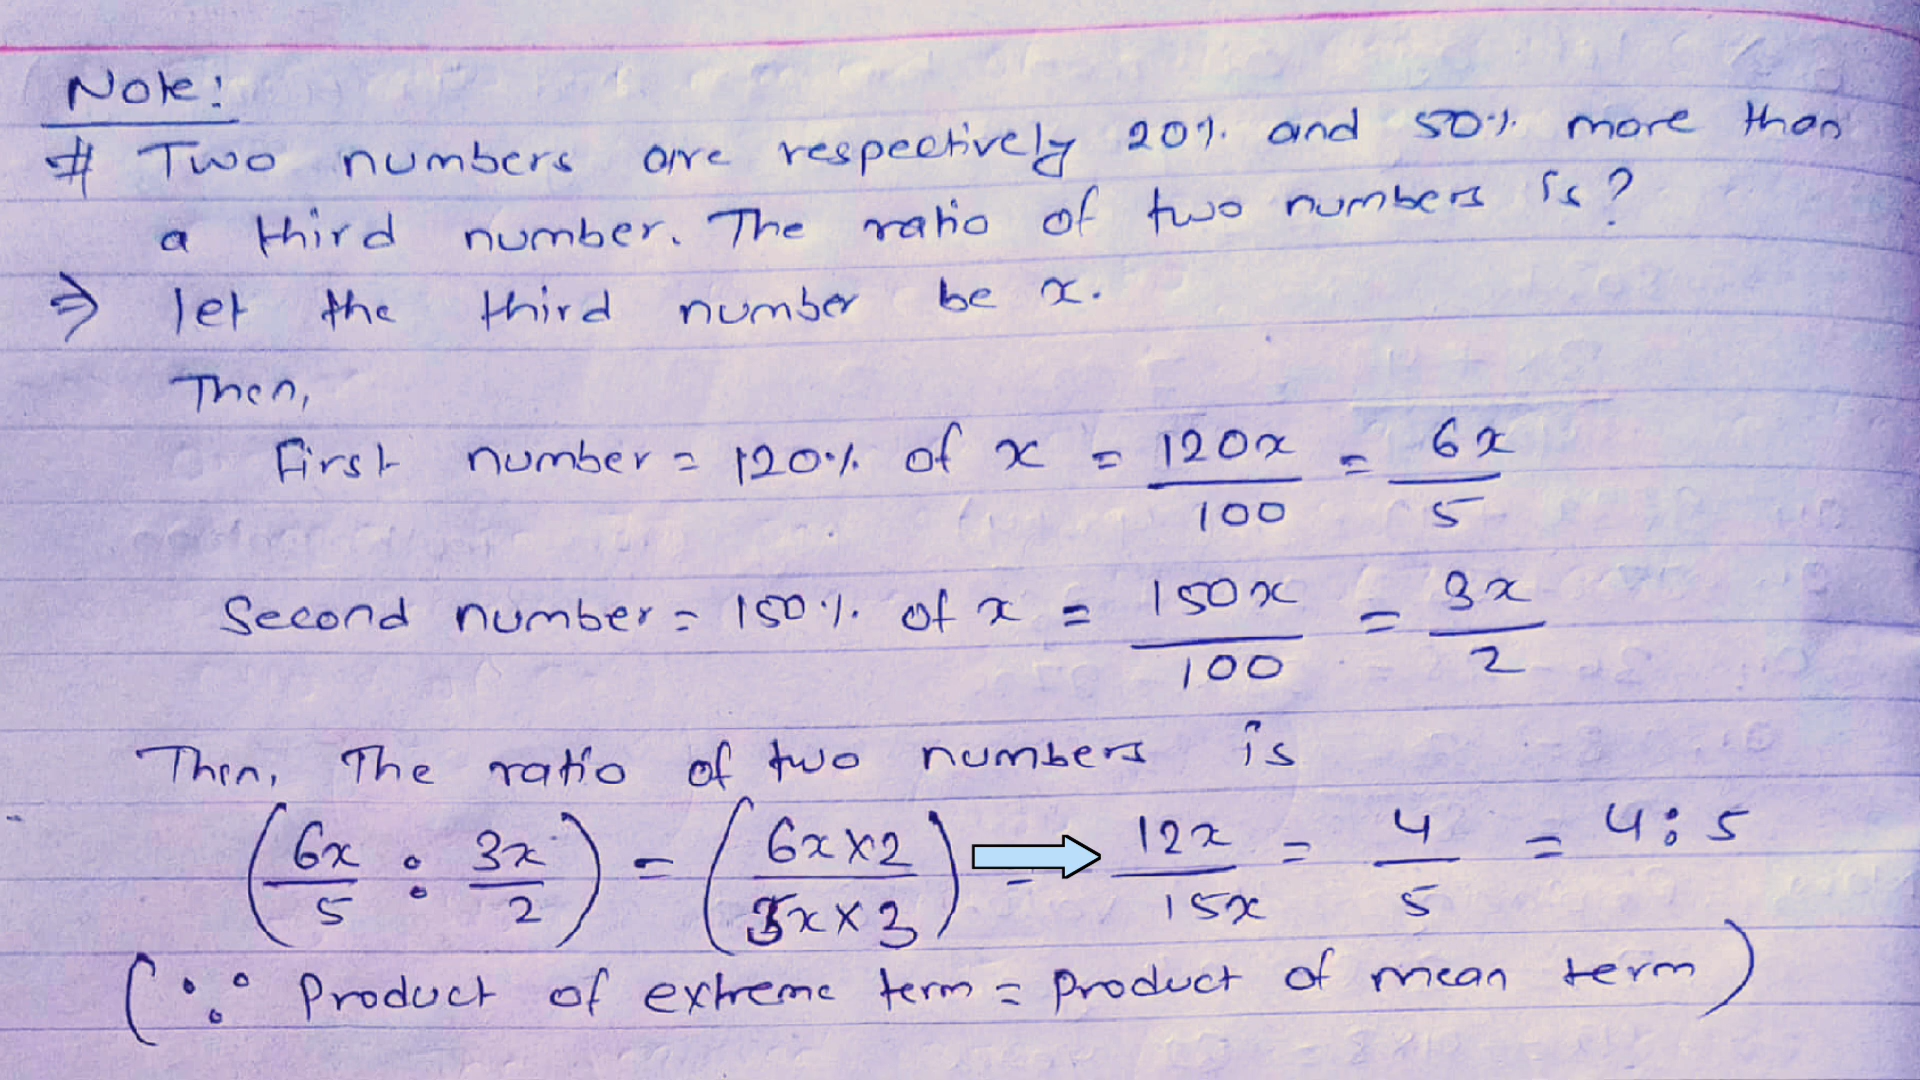 Note:
# Two numbers are respectively 20% and 50% more than
a third number. The ratio of two numbers is?
⇒ let the third number be x.
Then,
First number = 120% of x = 120x/100 = 6x/5
Second number = 150% of x = 150x/100 = 3x/2
Then, The ratio of two numbers is
(6x/5 : 3x/2) = (6x×2/5x×3) = 12x/15x = 4/5 = 4:5
(∵ Product of extreme term = product of mean term)